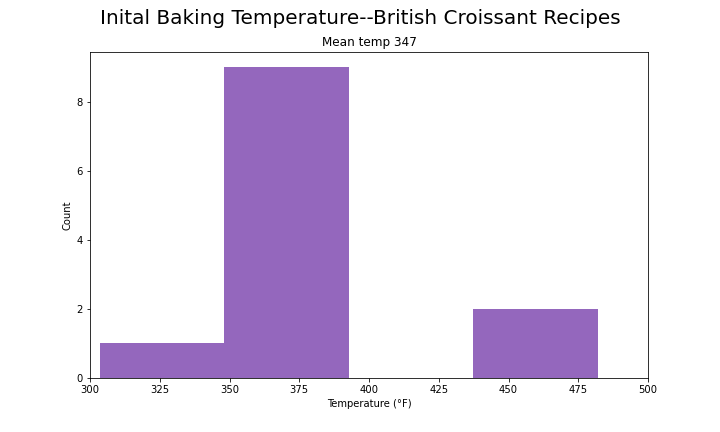 Inital Baking Temperature--British Croissant Recipes
Mean temp 347
8
6
4
2
0
Count
300 325 350 375 400 425 450 475 500
Temperature (°F)